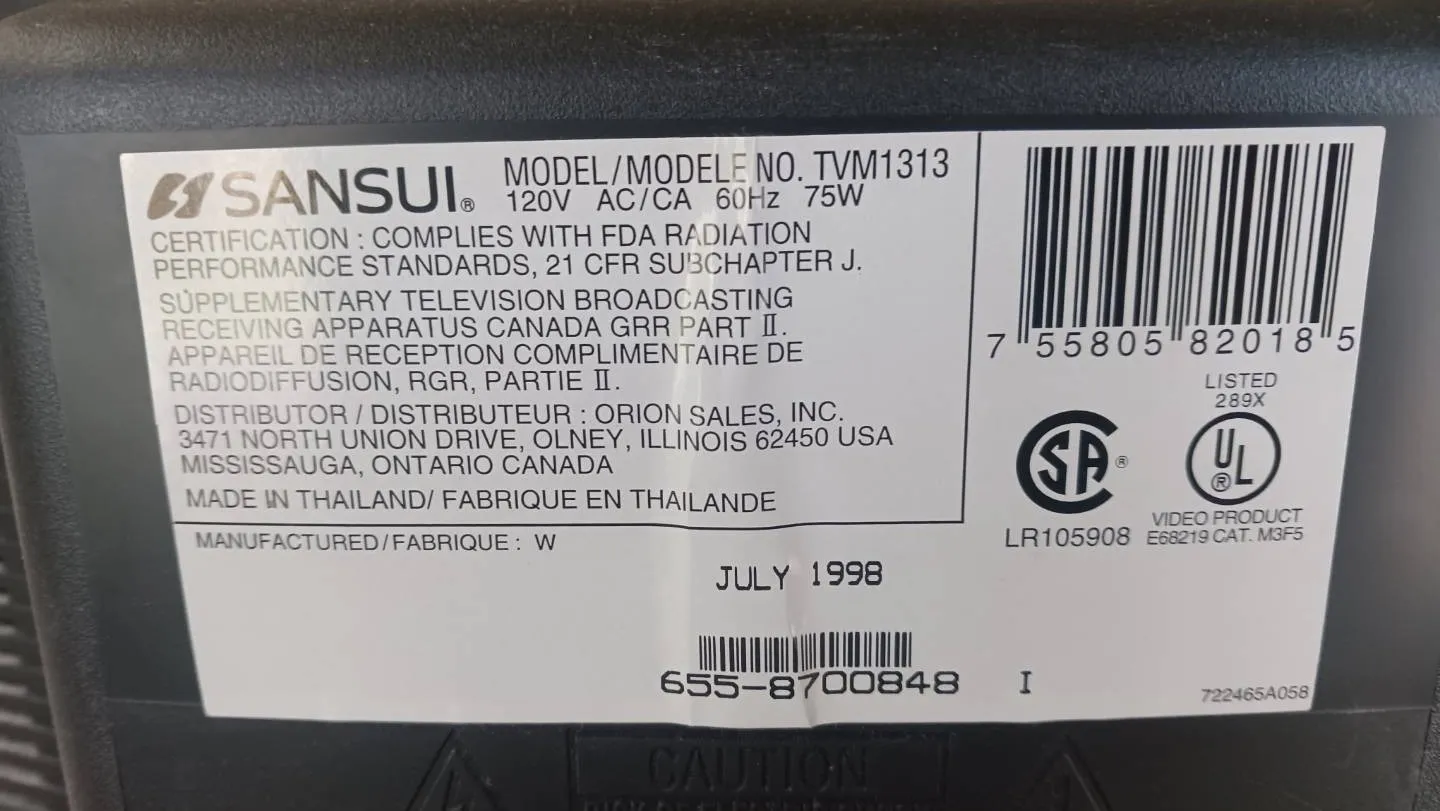 SANSUI® MODEL/MODELE NO. TVM1313
120V AC/CA 60Hz 75W
CERTIFICATION : COMPLIES WITH FDA RADIATION
PERFORMANCE STANDARDS, 21 CFR SUBCHAPTER J.
SUPPLEMENTARY TELEVISION BROADCASTING
RECEIVING APPARATUS CANADA GRR PART II.
APPAREIL DE RECEPTION COMPLIMENTAIRE DE
RADIODIFFUSION, RGR, PARTIE II.
DISTRIBUTOR / DISTRIBUTEUR : ORION SALES, INC.
3471 NORTH UNION DRIVE, OLNEY, ILLINOIS 62450 USA
MISSISSAUGA, ONTARIO CANADA
MADE IN THAILAND/ FABRIQUE EN THAILANDE
MANUFACTURED/FABRIQUE : W
JULY 1998
655-8700848 I
7 55805 82018 5
LISTED
289X
SA ®
UL ®
LR105908
VIDEO PRODUCT
E68219 CAT. M3F5
722465A058
CAUTION